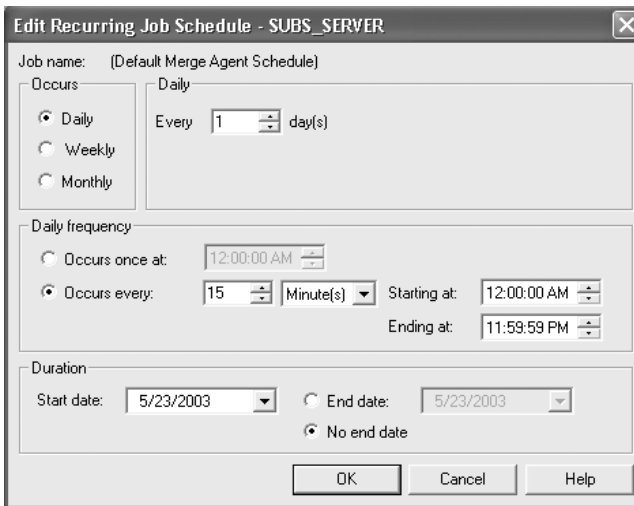 Edit Recurring Job Schedule - SUBS_SERVER
Job name: (Default Merge Agent Schedule)
Occurs
Daily
Weekly
Monthly
Daily
Every 1 day(s)
Daily frequency
Occurs once at: 12:00:00 AM
Occurs every: 15 Minute(s) Starting at: 12:00:00 AM
Ending at: 11:59:59 PM
Duration
Start date: 5/23/2003 End date: 5/23/2003
No end date
OK Cancel Help